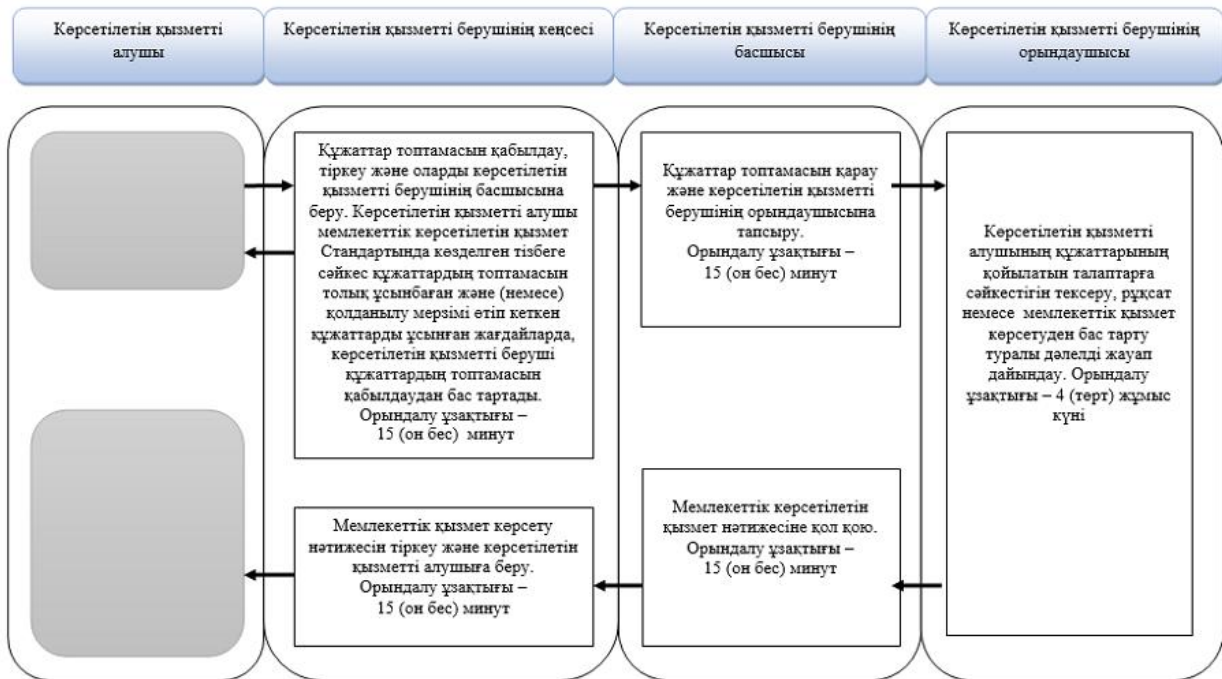 Көрсетілетін қызметті
алушы
Көрсетілетін қызметті берушінің кеңсесі
Көрсетілетін қызметті берушінің
басшысы
Көрсетілетін қызметті берушінің
орындаушысы
Құжаттар топтамасын қабылдау,
тіркеу және оларды көрсетілетін
қызметті берушінің басшысына
беру. Көрсетілетін қызметті алушы
мемлекеттік көрсетілетін қызмет
Стандартында көзделген тізбеге
сәйкес құжаттардың топтамасын
толық ұсынбаған және (немесе)
қолданылу мерзімі өтіп кеткен
құжаттарды ұсынған жағдайларда,
көрсетілетін қызметті беруші
құжаттардың топтамасын
қабылдаудан бас тартады.
Орындалу ұзақтығы –
15 (он бес) минут
Құжаттар топтамасын қарау
және көрсетілетін қызметті
берушінің орындаушысына
тапсыру.
Орындалу ұзақтығы –
15 (он бес) минут
Көрсетілетін қызметті
алушының құжаттарының
қойылатын талаптарға
сәйкестігін тексеру, рұқсат
немесе мемлекеттік қызмет
көрсетуден бас тарту
туралы дәлелді жауап
дайындау. Орындалу
ұзақтығы – 4 (төрт) жұмыс
күні
Мемлекеттік қызмет көрсету
нәтижесін тіркеу және көрсетілетін
қызметті алушыға беру.
Орындалу ұзақтығы –
15 (он бес) минут
Мемлекеттік көрсетілетін
қызмет нәтижесіне қол қою.
Орындалу ұзақтығы –
15 (он бес) минут